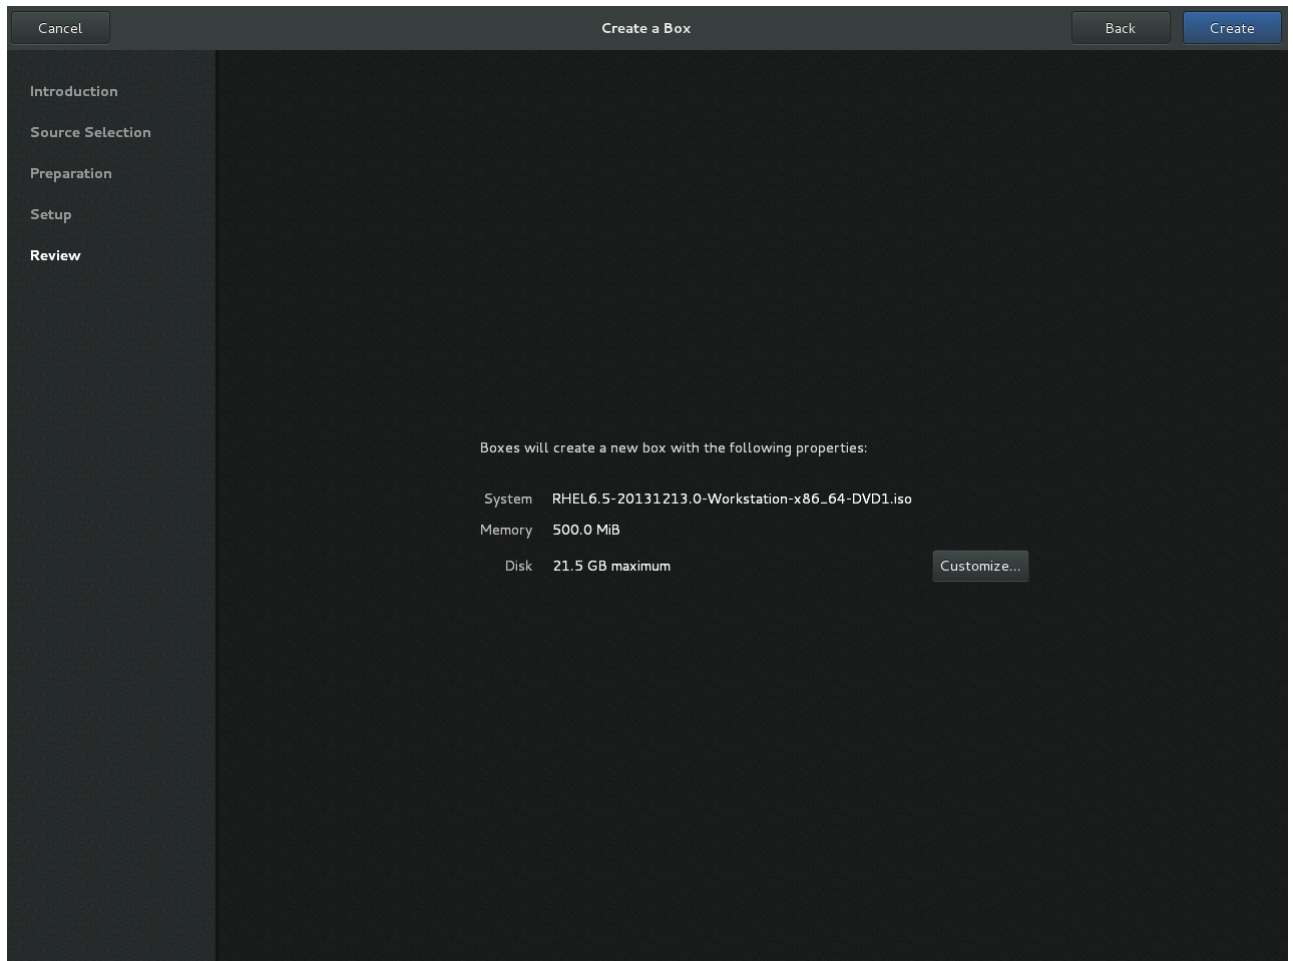 Cancel
Create a Box
Back
Create
Introduction
Source Selection
Preparation
Setup
Review
Boxes will create a new box with the following properties:
System RHEL6.5-20131213.0-Workstation-x86_64-DVD1.iso
Memory 500.0 MiB
Disk 21.5 GB maximum
Customize...